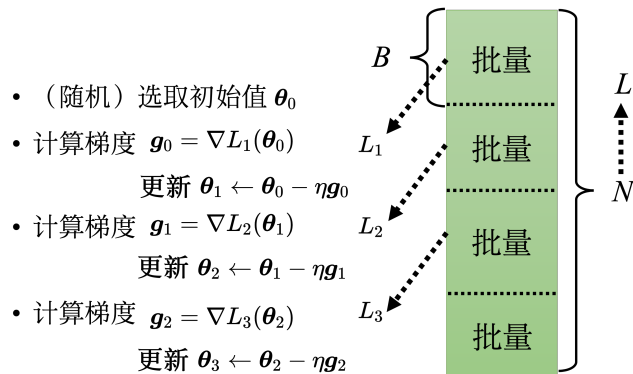 • （随机）选取初始值 θ₀
• 计算梯度 g₀ = ∇L₁(θ₀)
更新 θ₁ ← θ₀ − ηg₀
• 计算梯度 g₁ = ∇L₂(θ₁)
更新 θ₂ ← θ₁ − ηg₁
• 计算梯度 g₂ = ∇L₃(θ₂)
更新 θ₃ ← θ₂ − ηg₂
B
L₁
L₂
L₃
批量
批量
批量
批量
L
N